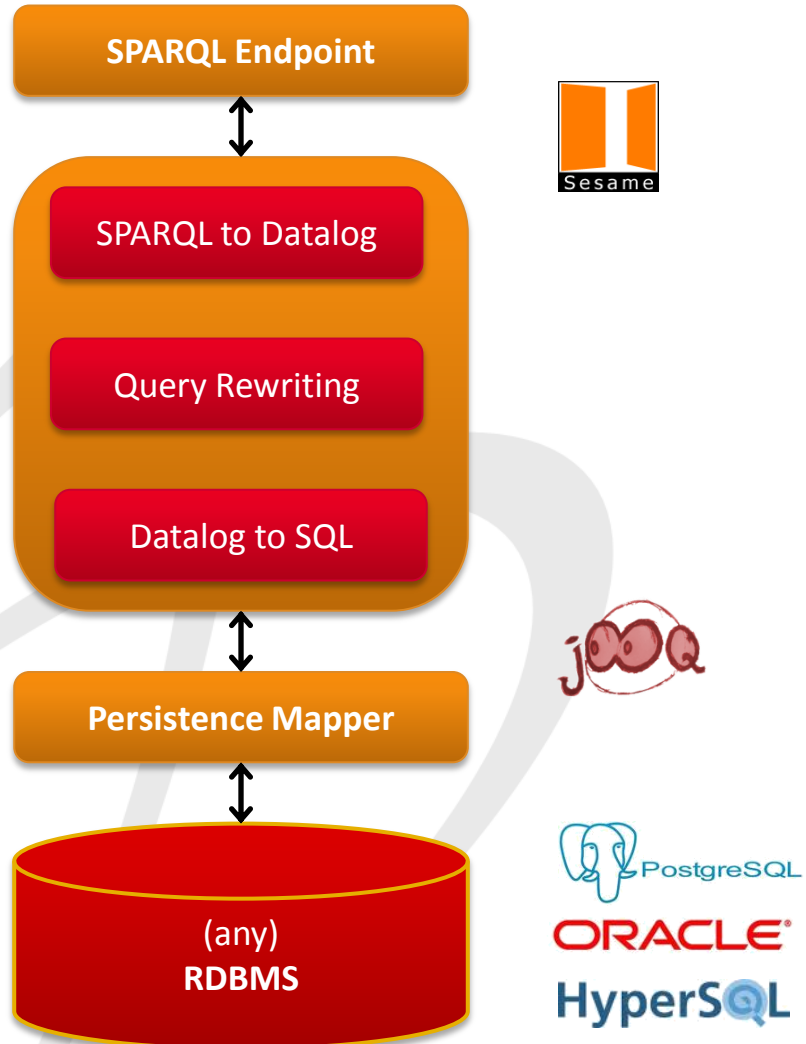 SPARQL Endpoint
Sesame
SPARQL to Datalog
Query Rewriting
Datalog to SQL
jOOQ
Persistence Mapper
PostgreSQL
(any)
RDBMS
ORACLE®
HyperSQL